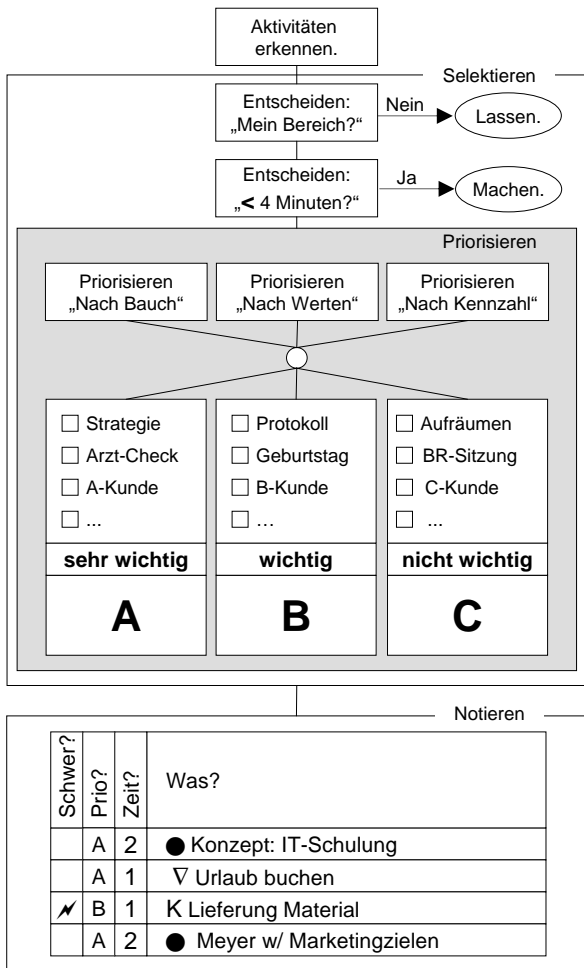 Aktivitäten
erkennen.
Selektieren
Entscheiden:
„Mein Bereich?“
Nein
Lassen.
Entscheiden:
„< 4 Minuten?“
Ja
Machen.
Priorisieren
Priorisieren
„Nach Bauch“
Priorisieren
„Nach Werten“
Priorisieren
„Nach Kennzahl“
Strategie
Arzt-Check
A-Kunde
...
sehr wichtig
A
Protokoll
Geburtstag
B-Kunde
…
wichtig
B
Aufräumen
BR-Sitzung
C-Kunde
...
nicht wichtig
C
Notieren
Schwer? Prio? Zeit? Was?
A 2 ● Konzept: IT-Schulung
A 1 ∇ Urlaub buchen
B 1 K Lieferung Material
A 2 ● Meyer w/ Marketingzielen